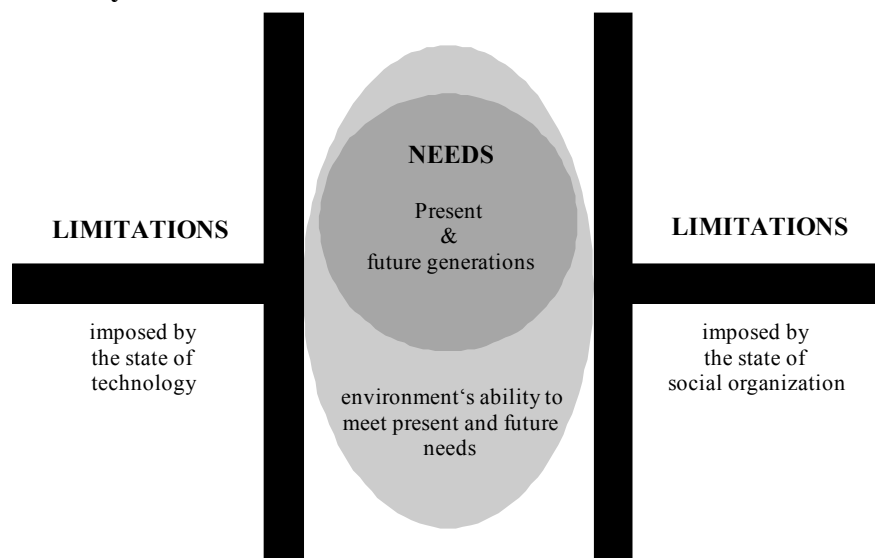 NEEDS
Present
&
future generations
LIMITATIONS
imposed by
the state of
technology
environment‘s ability to
meet present and future
needs
LIMITATIONS
imposed by
the state of
social organization